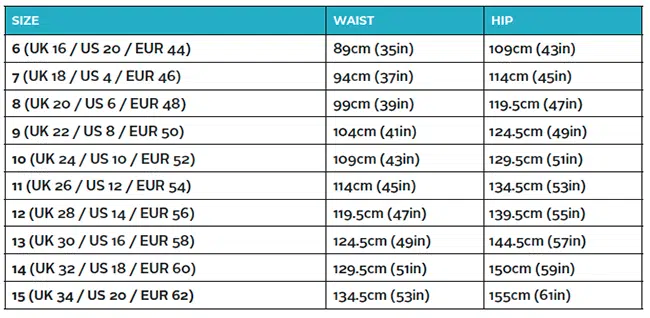 SIZE WAIST HIP
6 (UK 16 / US 20 / EUR 44) 89cm (35in) 109cm (43in)
7 (UK 18 / US 4 / EUR 46) 94cm (37in) 114cm (45in)
8 (UK 20 / US 6 / EUR 48) 99cm (39in) 119.5cm (47in)
9 (UK 22 / US 8 / EUR 50) 104cm (41in) 124.5cm (49in)
10 (UK 24 / US 10 / EUR 52) 109cm (43in) 129.5cm (51in)
11 (UK 26 / US 12 / EUR 54) 114cm (45in) 134.5cm (53in)
12 (UK 28 / US 14 / EUR 56) 119.5cm (47in) 139.5cm (55in)
13 (UK 30 / US 16 / EUR 58) 124.5cm (49in) 144.5cm (57in)
14 (UK 32 / US 18 / EUR 60) 129.5cm (51in) 150cm (59in)
15 (UK 34 / US 20 / EUR 62) 134.5cm (53in) 155cm (61in)